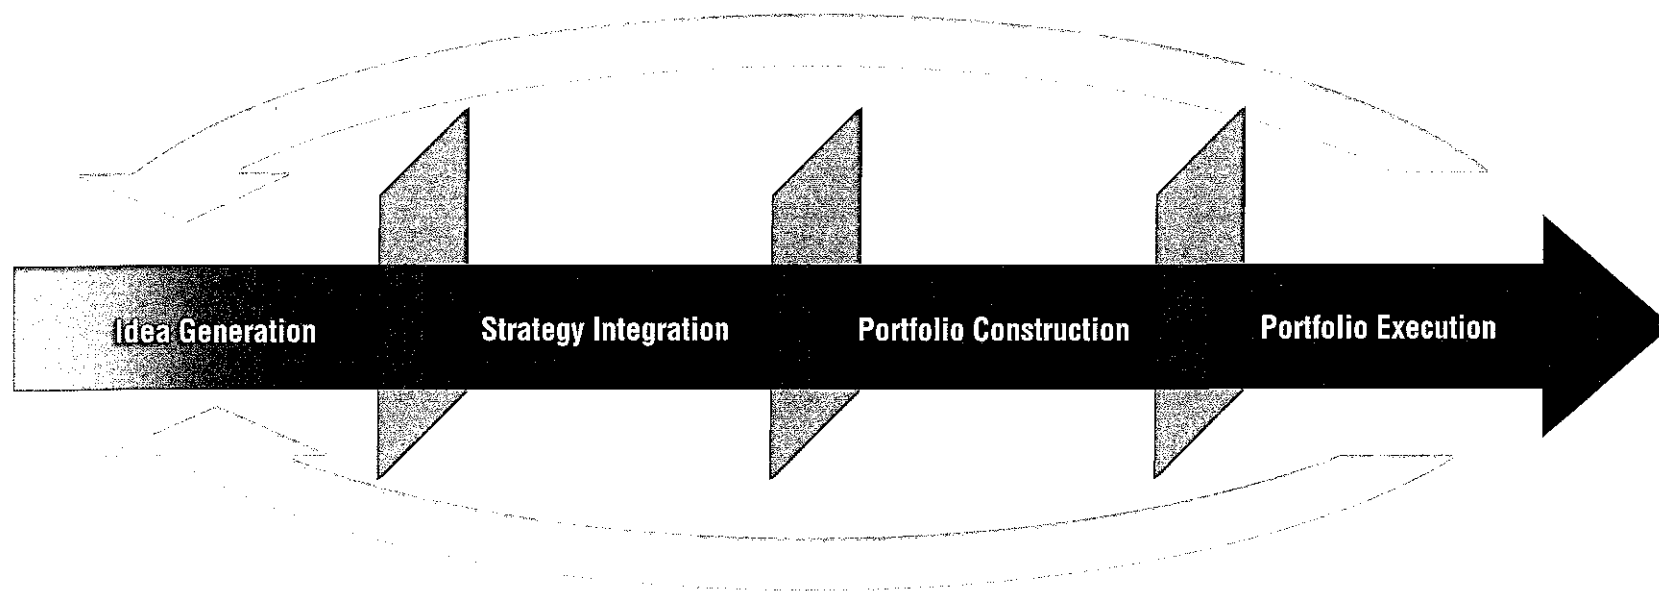 Idea Generation
Strategy Integration
Portfolio Construction
Portfolio Execution